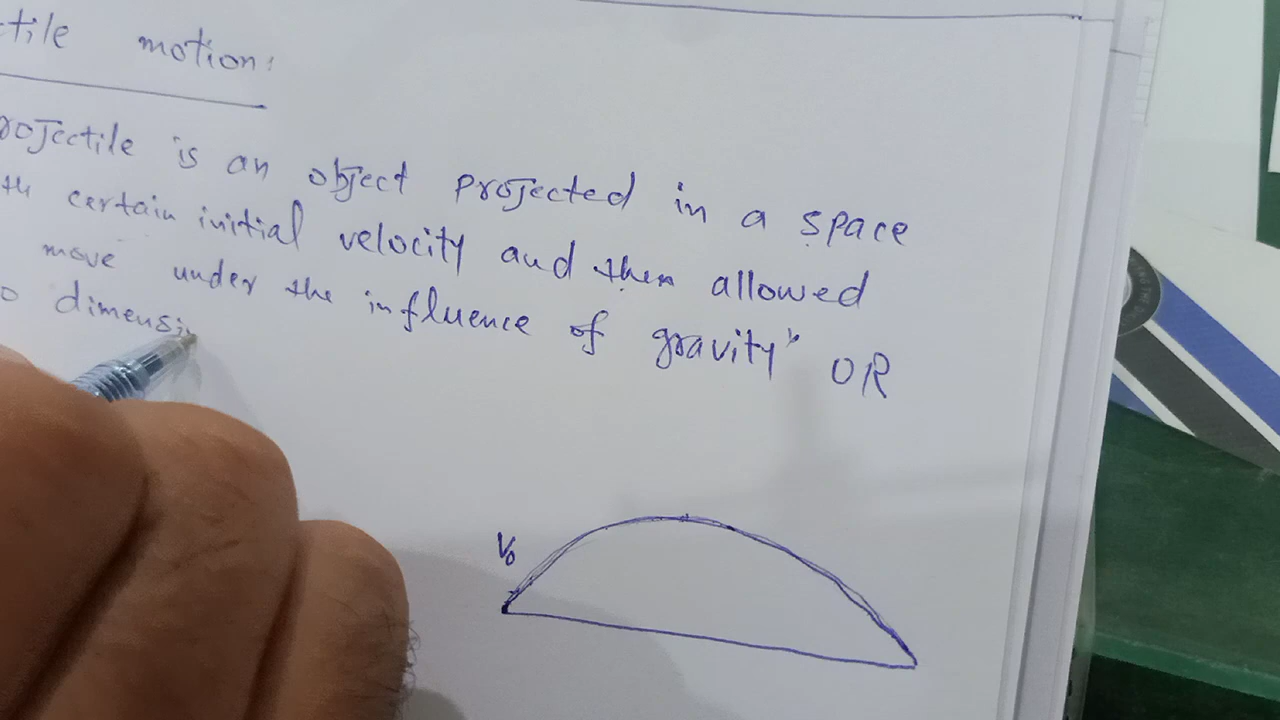 tile motion:
rojectile is an object projected in a space
th certain initial velocity and then allowed
move under the influence of gravity" OR
o dimensi
V₀